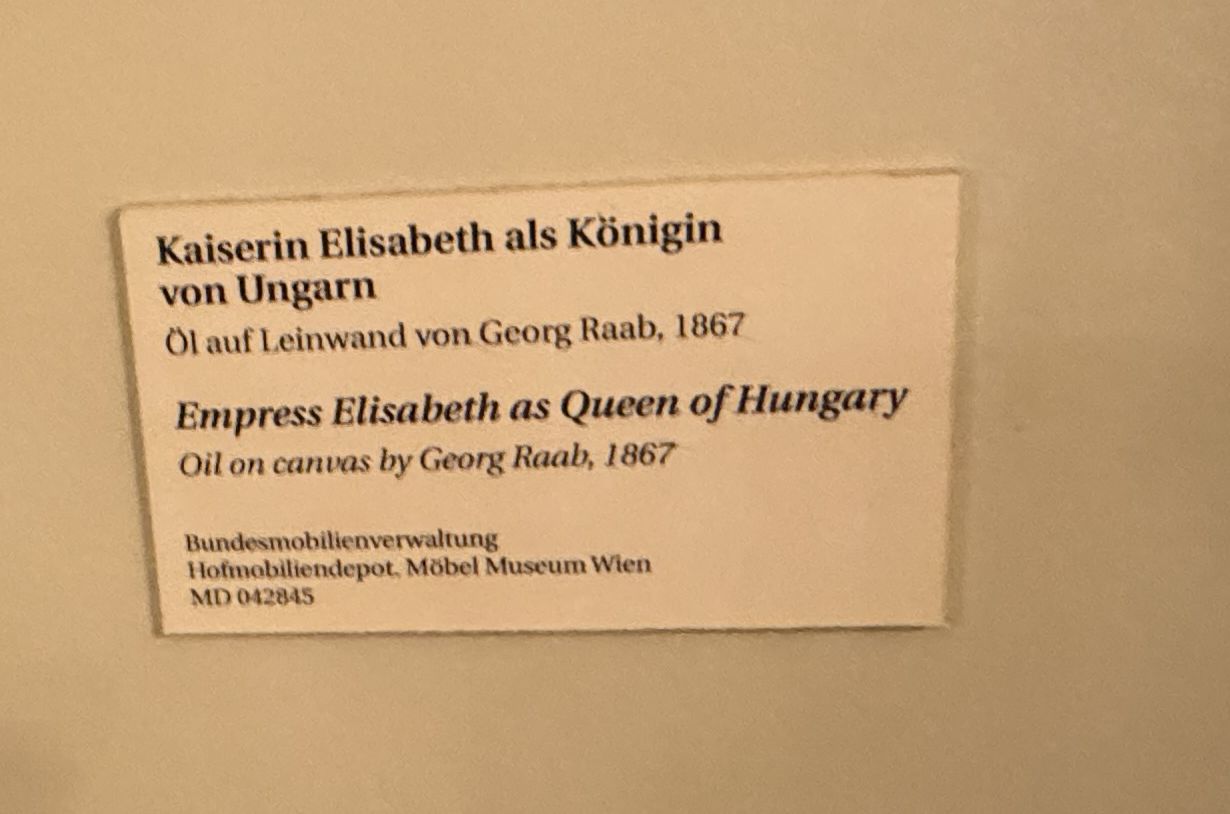 Kaiserin Elisabeth als Königin
von Ungarn
Öl auf Leinwand von Georg Raab, 1867
Empress Elisabeth as Queen of Hungary
Oil on canvas by Georg Raab, 1867
Bundesmobilienverwaltung
Hofmobiliendepot, Möbel Museum Wien
MD 042845